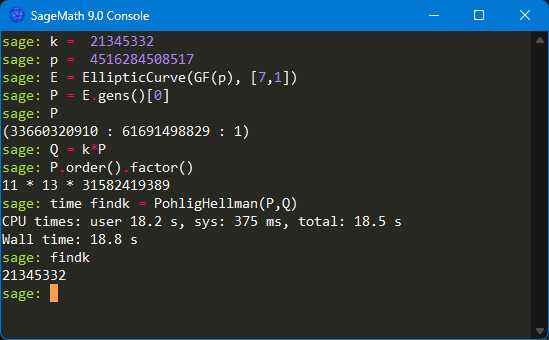 SageMath 9.0 Console
sage: k =  21345332
sage: p =  4516284508517
sage: E = EllipticCurve(GF(p), [7,1])
sage: P = E.gens()[0]
sage: P
(33660320910 : 61691498829 : 1)
sage: Q = k*P
sage: P.order().factor()
11 * 13 * 31582419389
sage: time findk = PohligHellman(P,Q)
CPU times: user 18.2 s, sys: 375 ms, total: 18.5 s
Wall time: 18.8 s
sage: findk
21345332
sage: